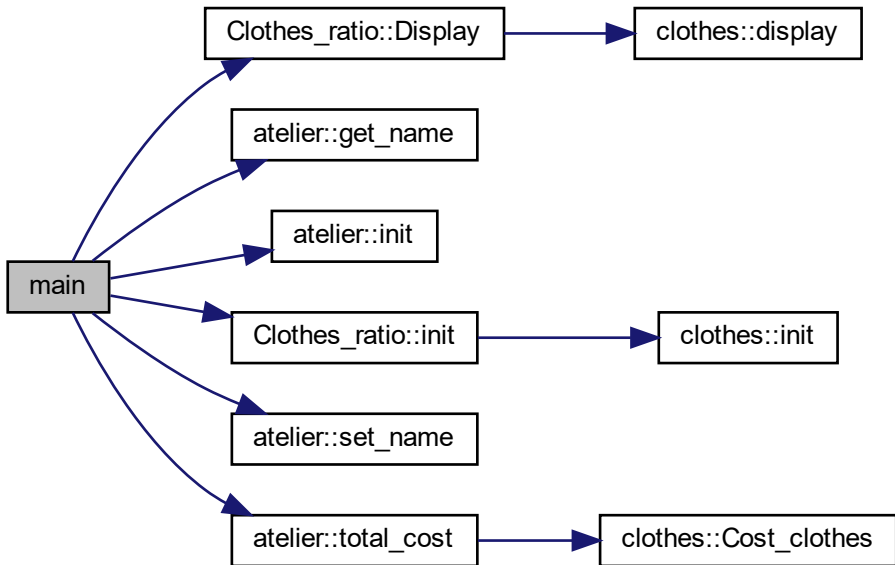 Clothes_ratio::Display
clothes::display
atelier::get_name
atelier::init
main
Clothes_ratio::init
clothes::init
atelier::set_name
atelier::total_cost
clothes::Cost_clothes